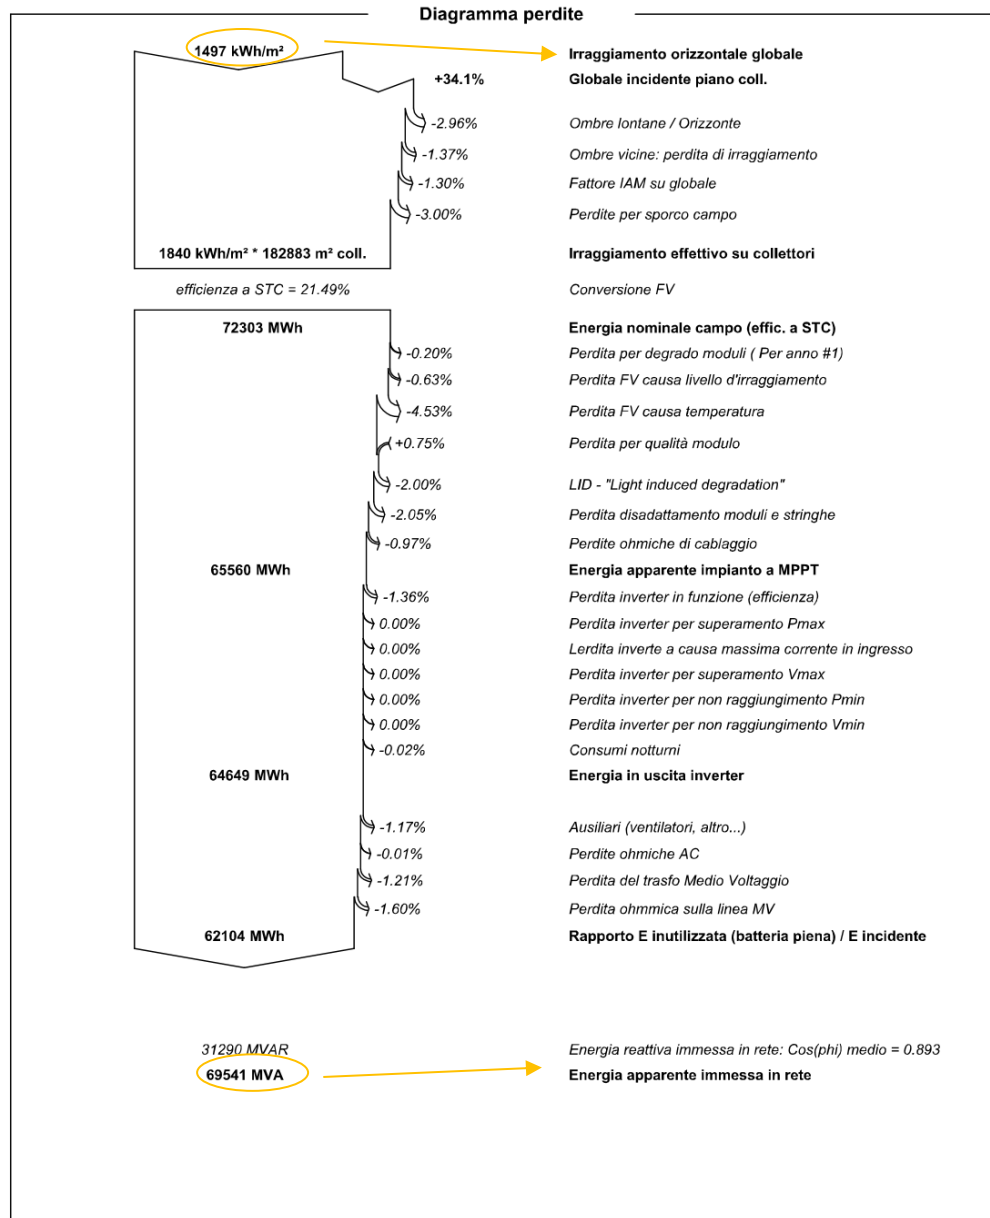 Diagramma perdite
1497 kWh/m²
Irraggiamento orizzontale globale
+34.1% Globale incidente piano coll.
-2.96% Ombre lontane / Orizzonte
-1.37% Ombre vicine: perdita di irraggiamento
-1.30% Fattore IAM su globale
-3.00% Perdite per sporco campo
1840 kWh/m² * 182883 m² coll. Irraggiamento effettivo su collettori
efficienza a STC = 21.49% Conversione FV
72303 MWh Energia nominale campo (effic. a STC)
-0.20% Perdita per degrado moduli ( Per anno #1)
-0.63% Perdita FV causa livello d'irraggiamento
-4.53% Perdita FV causa temperatura
+0.75% Perdita per qualità modulo
-2.00% LID - "Light induced degradation"
-2.05% Perdita disadattamento moduli e stringhe
-0.97% Perdite ohmiche di cablaggio
65560 MWh Energia apparente impianto a MPPT
-1.36% Perdita inverter in funzione (efficienza)
0.00% Perdita inverter per superamento Pmax
0.00% Lerdita inverte a causa massima corrente in ingresso
0.00% Perdita inverter per superamento Vmax
0.00% Perdita inverter per non raggiungimento Pmin
0.00% Perdita inverter per non raggiungimento Vmin
-0.02% Consumi notturni
64649 MWh Energia in uscita inverter
-1.17% Ausiliari (ventilatori, altro...)
-0.01% Perdite ohmiche AC
-1.21% Perdita del trasfo Medio Voltaggio
-1.60% Perdita ohmmica sulla linea MV
62104 MWh Rapporto E inutilizzata (batteria piena) / E incidente
31290 MVAR Energia reattiva immessa in rete: Cos(phi) medio = 0.893
69541 MVA Energia apparente immessa in rete